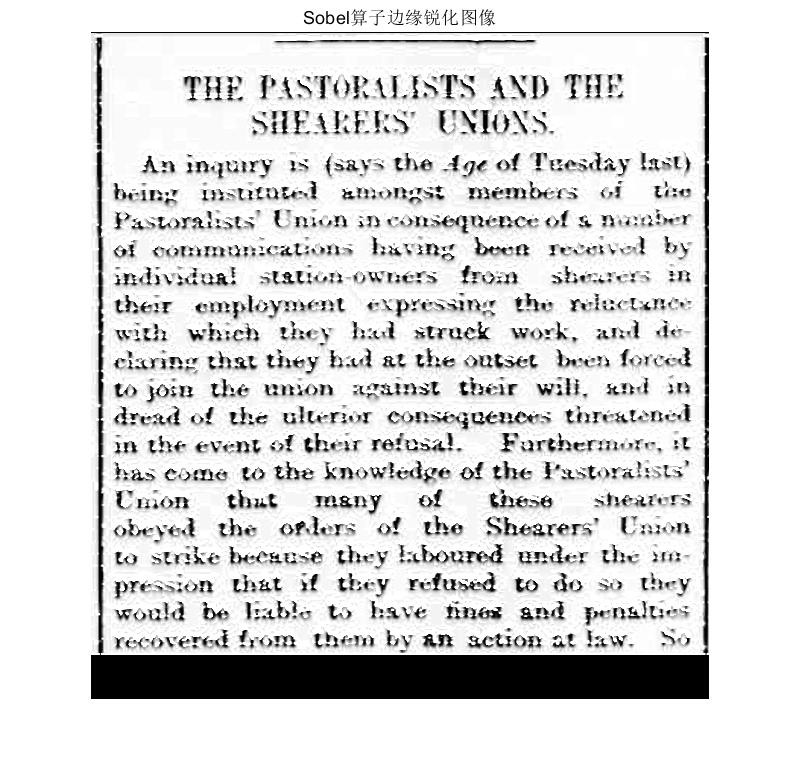 Sobel算子边缘锐化图像
THE PASTORALISTS AND THE
SHEARERS' UNIONS.
An inquiry is (says the Age of Tuesday last)
being instituted amongst members of the
Pastoralists' Union in consequence of a number
of communications having been received by
individual station-owners from shearers in
their employment expressing the reluctance
with which they had struck work, and de-
claring that they had at the outset been forced
to join the union against their will, and in
dread of the ulterior consequences threatened
in the event of their refusal. Furthermore, it
has come to the knowledge of the Pastoralists'
Union that many of these shearers
obeyed the orders of the Shearers' Union
to strike because they laboured under the im-
pression that if they refused to do so they
would be liable to have fines and penalties
recovered from them by an action at law. So